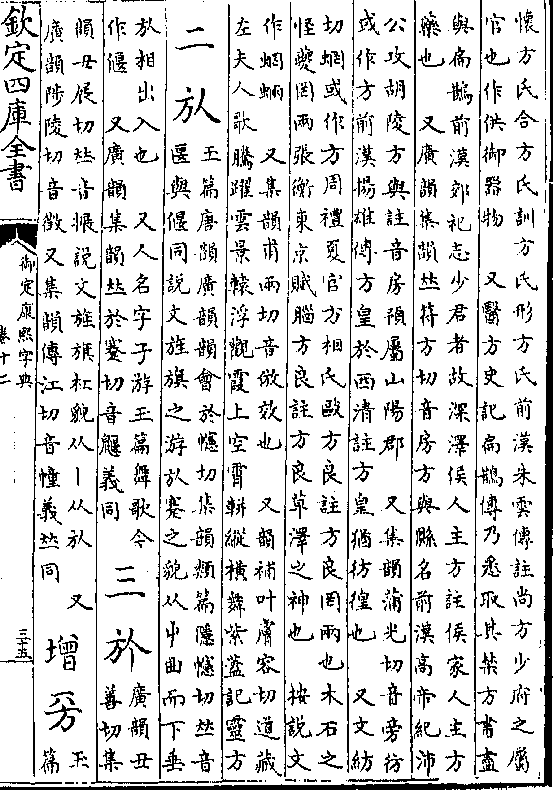 懷方氏合方氏訓方氏形方氏前漢朱雲傳註尚方少府之屬
官也作供御器物 又醫方史記扁鵲傳乃悉取其禁方書盡
與扁鵲前漢郊祀志少君者故深澤侯人主方註侯家人主方
藥也 又廣韻集韻𠀤符方切音房方與縣名前漢高帝紀沛
公攻胡陵方與註音房預屬山陽郡 又集韻蒲光切音旁彷
或作方前漢揚雄傳方皇於西清註方皇猶彷徨也 又文紡
切蝄或作方周禮夏官方相氏敺方良註方良罔兩也木石之
怪夔罔兩張衡東京賦腦方良註方良草澤之神也 按說文
作蝄蜽 又集韻甫兩切音倣效也 又韻補叶膚容切道藏
左夫人歌騰躍雲景轅浮觀霞上空霄軿縱橫舞紫蓋記靈方
二㫃
玉篇唐韻廣韻韻會於幰切集韻類篇隱幰切𠀤音
匽與偃同說文旌旗之游㫃蹇之貌从屮曲而下垂
㫃相出入也 又人名字子游玉篇舞歌今
作偃 又廣韻集韻𠀤於蹇切音鼴義同
三
廣韻丑
善切集
韻丑展切𠀤音搌說文旌旗杠貌从丨从㫃 又
廣韻陟陵切音徵又集韻傳江切音憧義𠀤同
增
玉
篇
欽定四庫全書
御定康熙字典
卷十二
三五